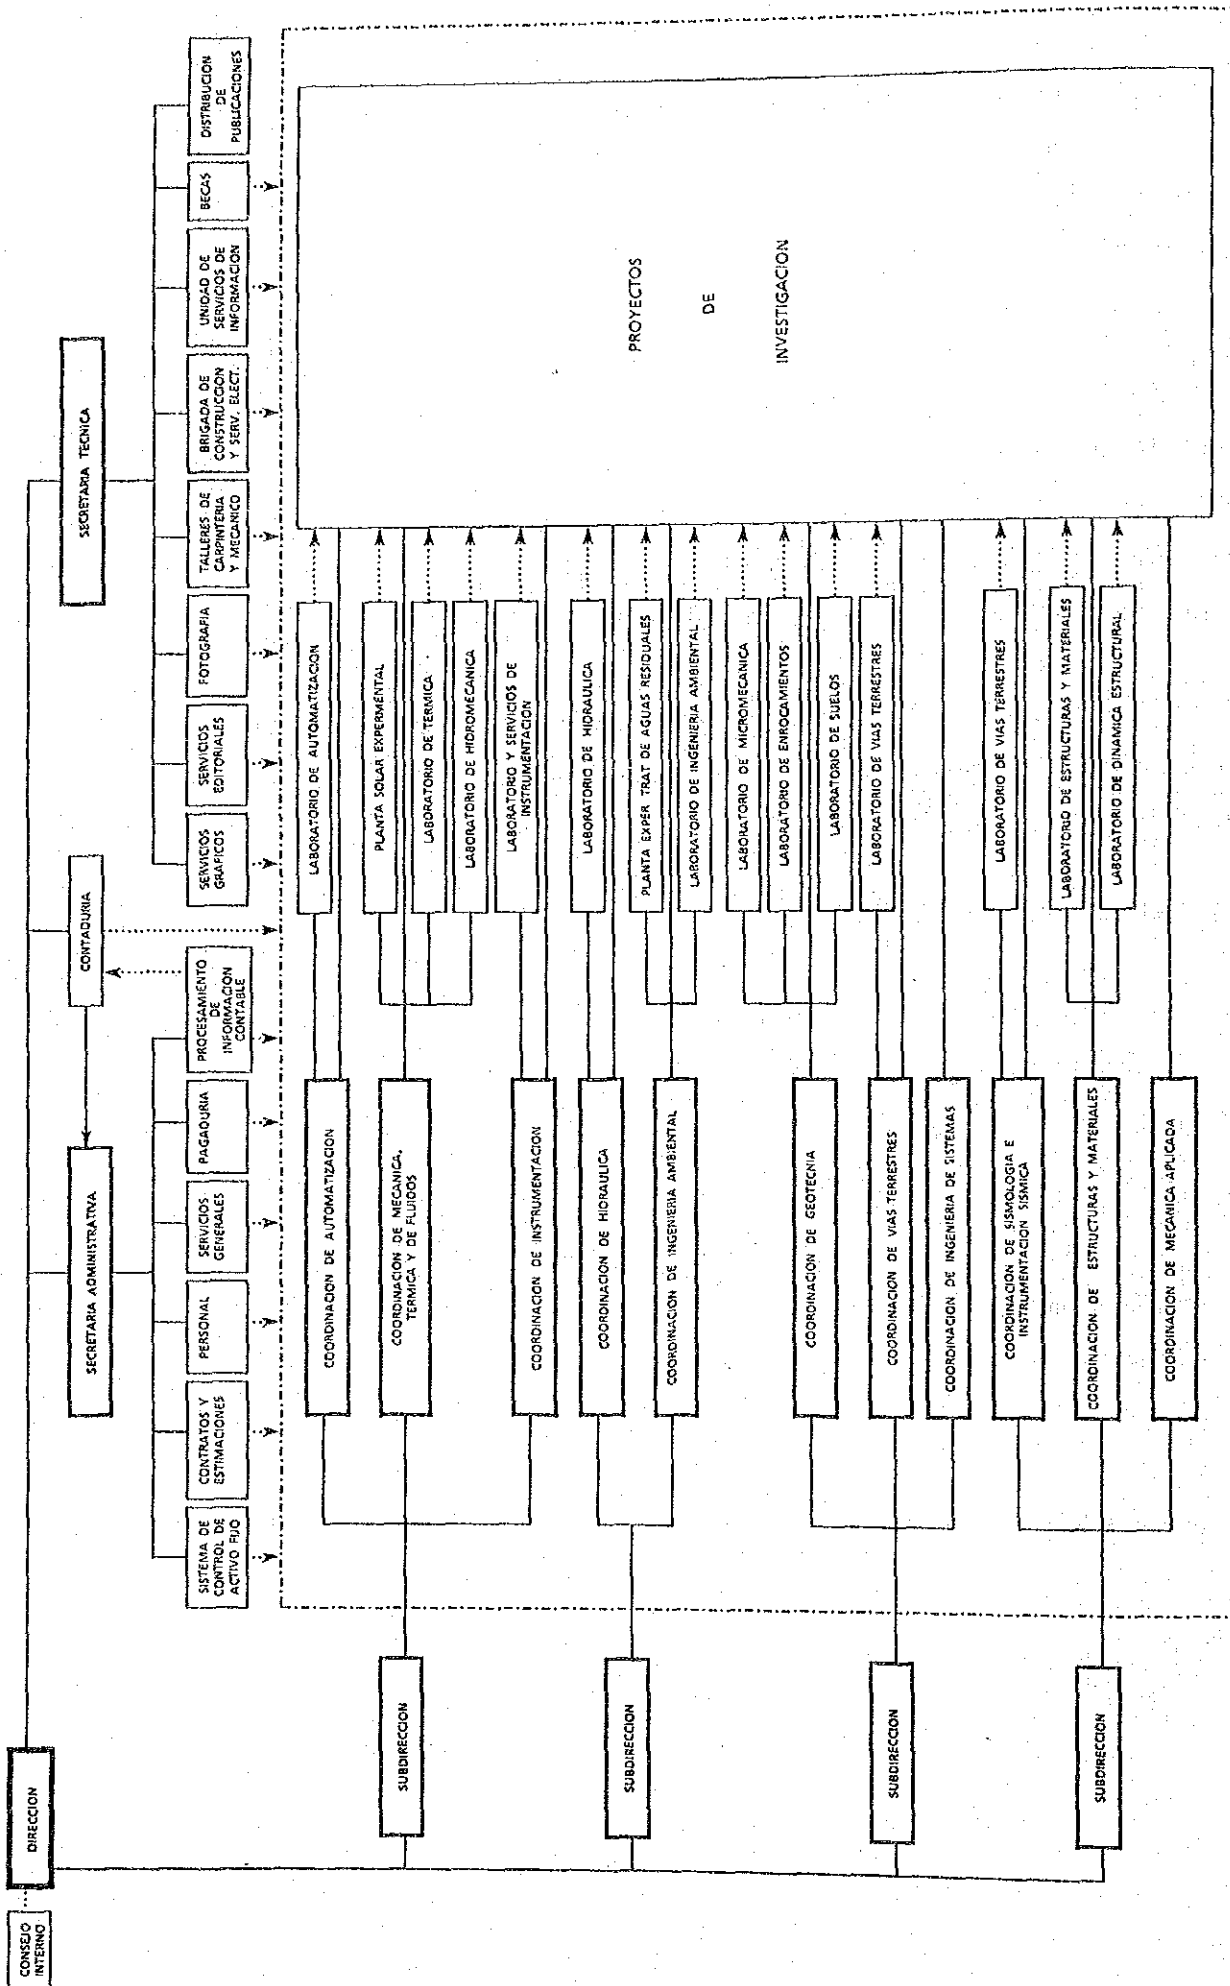 CONSEJO
INTERNO
DIRECCION
SECRETARIA ADMINISTRATIVA
CONTADURIA
SECRETARIA TECNICA
SISTEMA DE
CONTROL DE
ACTIVO FIJO
CONTRATOS Y
ESTIMACIONES
PERSONAL
SERVICIOS
GENERALES
PAGADURIA
PROCESAMIENTO
DE
INFORMACION
CONTABLE
SERVICIOS
GRAFICOS
SERVICIOS
EDITORIALES
FOTOGRAFIA
TALLERES DE
CARPINTERIA
Y MECANICO
BRIGADA DE
CONSTRUCCION
Y SERV. ELECT.
UNIDAD DE
SERVICIOS DE
INFORMACION
BECAS
DISTRIBUCION
DE
PUBLICACIONES
SUBDIRECCION
COORDINACION DE AUTOMATIZACION
COORDINACION DE MECANICA,
TERMICA Y DE FLUIDOS
COORDINACION DE INSTRUMENTACION
LABORATORIO DE AUTOMATIZACION
PLANTA SOLAR EXPERMENTAL
LABORATORIO DE TERMICA
LABORATORIO DE HIDROMECANICA
LABORATORIO Y SERVICIOS DE
INSTRUMENTACION
SUBDIRECCION
COORDINACION DE HIDRAULICA
COORDINACION DE INGENIERIA AMBIENTAL
LABORATORIO DE HIDRAULICA
PLANTA EXPER TRAT DE AGUAS RESIDUALES
LABORATORIO DE INGENIERIA AMBIENTAL
SUBDIRECCION
COORDINACION DE GEOTECNIA
COORDINACION DE VIAS TERRESTRES
COORDINACION DE INGENIERIA DE SISTEMAS
LABORATORIO DE MICROMECANICA
LABORATORIO DE ENROCAMIENTOS
LABORATORIO DE SUELOS
LABORATORIO DE VIAS TERRESTRES
SUBDIRECCION
COORDINACION DE SISMOLOGIA E
INSTRUMENTACION SISMICA
COORDINACION DE ESTRUCTURAS Y MATERIALES
COORDINACION DE MECANICA APLICADA
LABORATORIO DE VIAS TERRESTRES
LABORATORIO DE ESTRUCTURAS Y MATERIALES
LABORATORIO DE DINAMICA ESTRUCTURAL
PROYECTOS
DE
INVESTIGACION